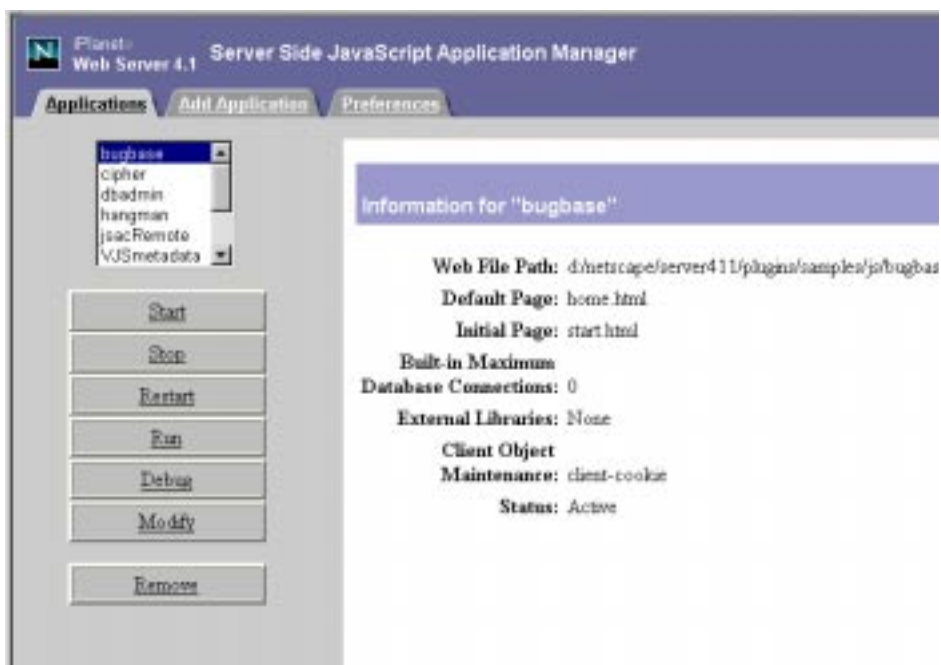 iPlanet
Web Server 4.1
Server Side JavaScript Application Manager
Applications
Add Application
Preferences
bugbase
cipher
dbadmin
hangman
jsacRemote
VJSmetadata
Start
Stop
Restart
Run
Debug
Modify
Remove
Information for "bugbase"
Web File Path: d:/netscape/server411/plugins/samples/js/bugbas
Default Page: home.html
Initial Page: start.html
Built-in Maximum
Database Connections: 0
External Libraries: None
Client Object
Maintenance: client-cookie
Status: Active